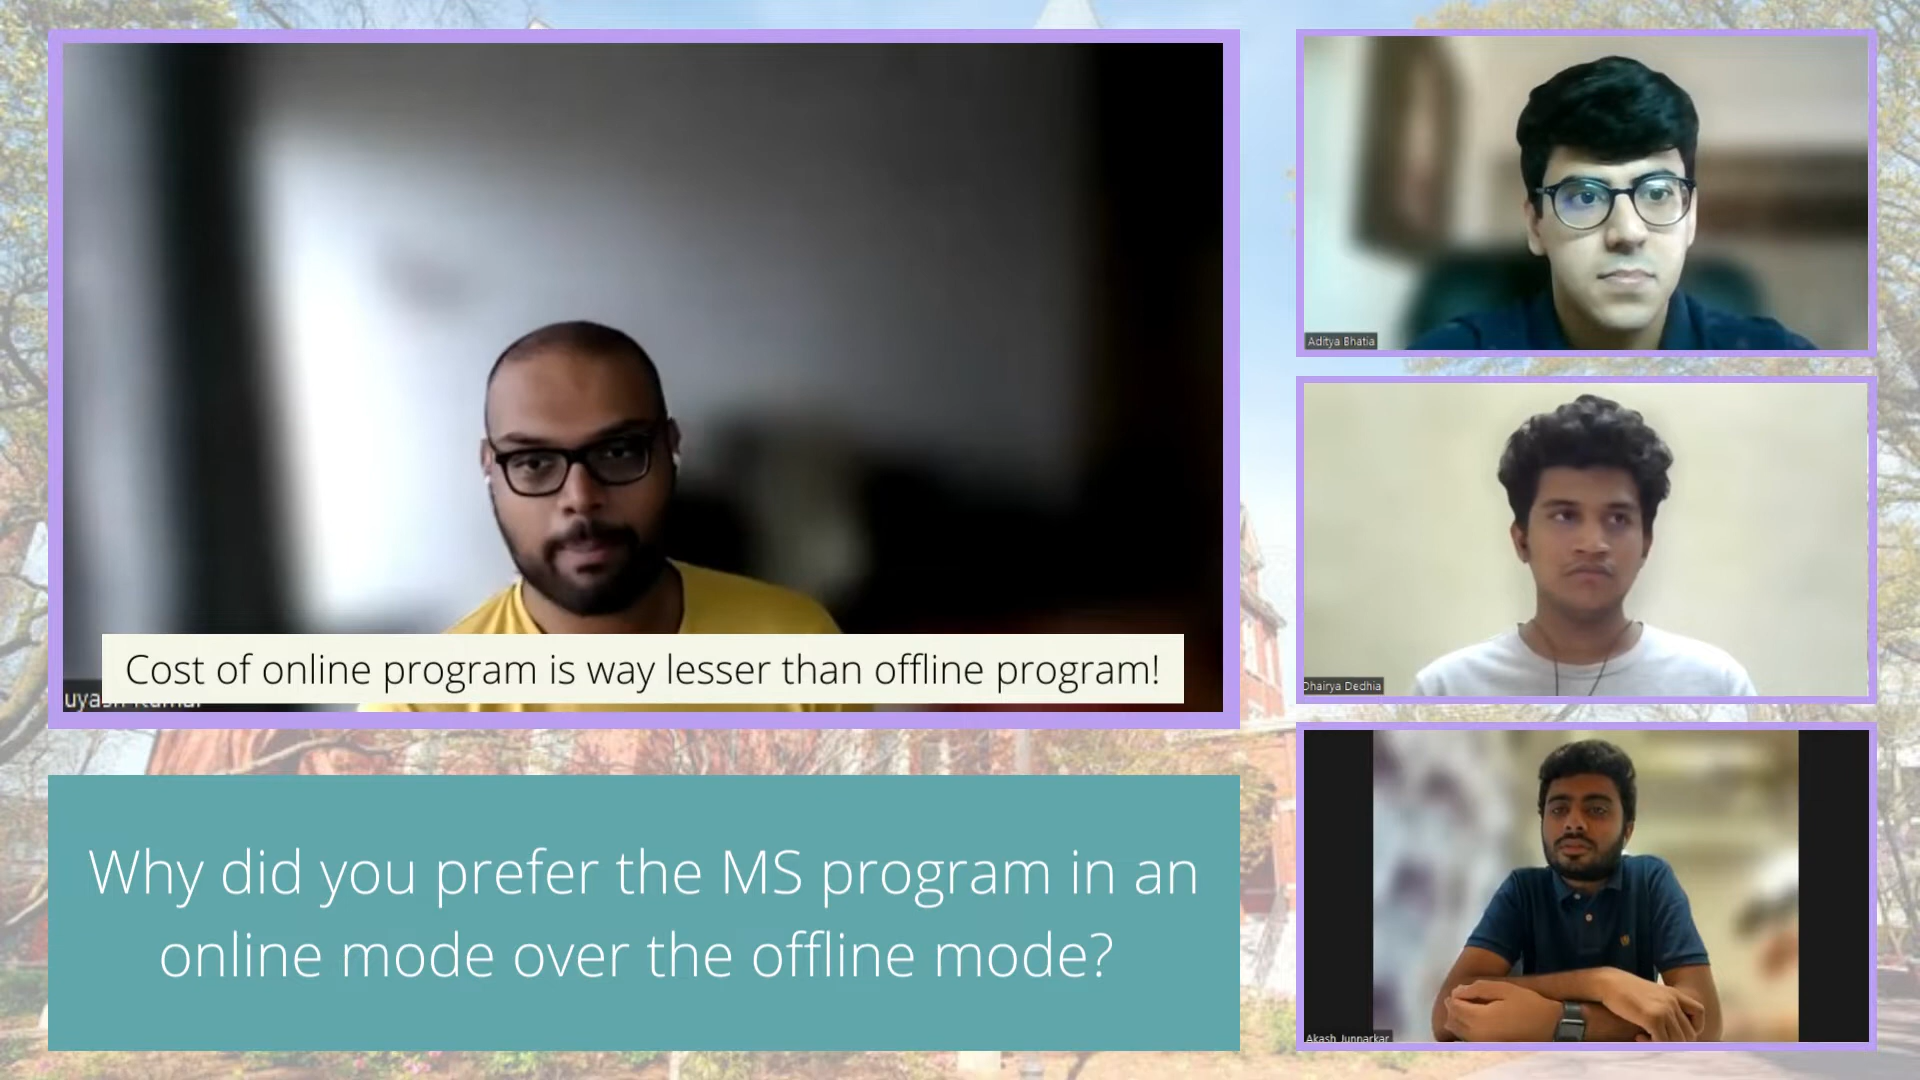 Cost of online program is way lesser than offline program!
Why did you prefer the MS program in an
online mode over the offline mode?
Aditya Bhatia
Dhairya Dedhia
Akash Junnarkar